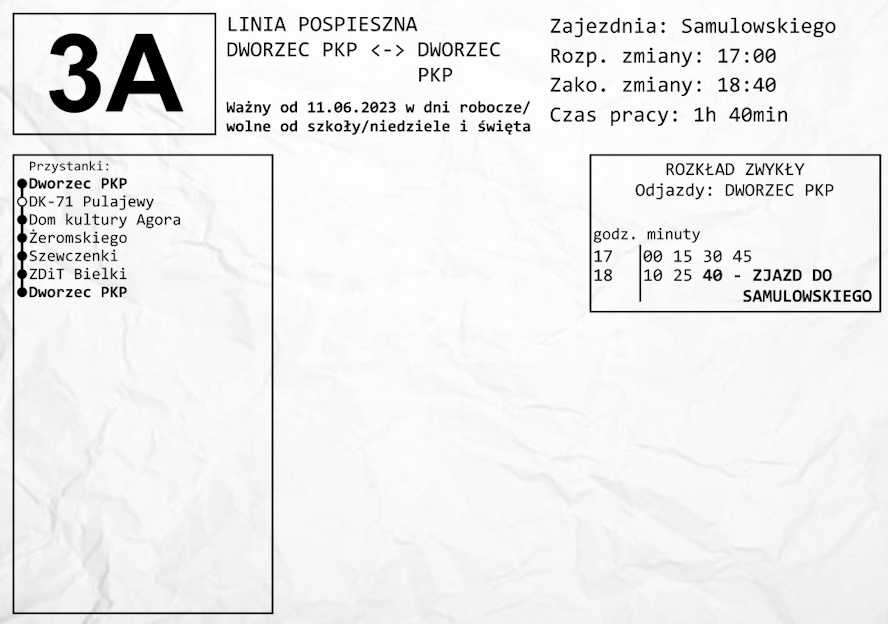 3A
LINIA POSPIESZNA
DWORZEC PKP <-> DWORZEC
PKP
Ważny od 11.06.2023 w dni robocze/
wolne od szkoły/niedziele i święta
Zajezdnia: Samulowskiego
Rozp. zmiany: 17:00
Zako. zmiany: 18:40
Czas pracy: 1h 40min
Przystanki:
Dworzec PKP
DK-71 Pulajewy
Dom kultury Agora
Żeromskiego
Szewczenki
ZDiT Bielki
Dworzec PKP
ROZKŁAD ZWYKŁY
Odjazdy: DWORZEC PKP
godz. minuty
17 00 15 30 45
18 10 25 40 - ZJAZD DO
SAMULOWSKIEGO